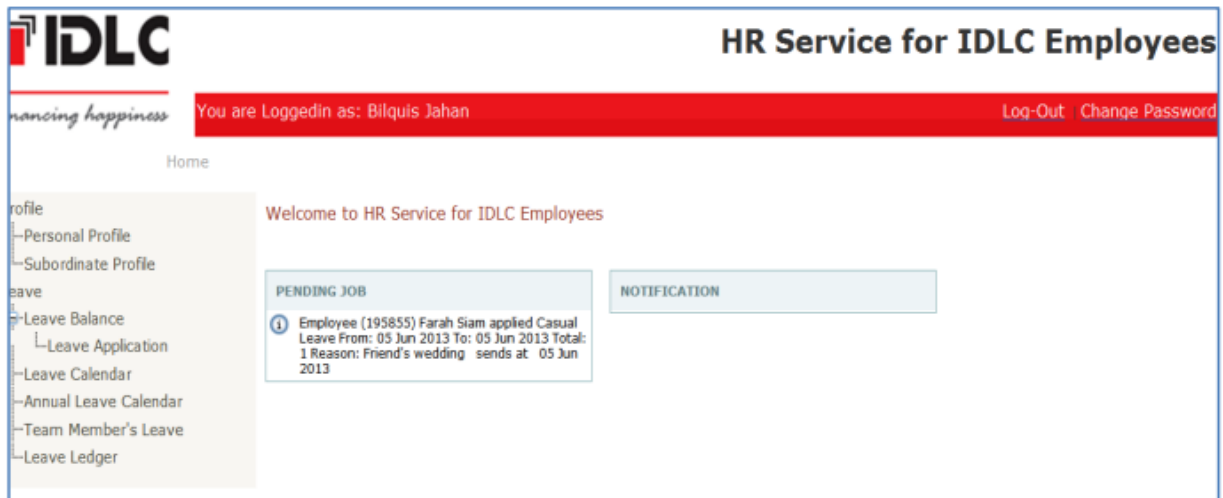 IDLC
HR Service for IDLC Employees
nancing happiness
You are Loggedin as: Bilquis Jahan
Log-Out | Change Password
Home
rofile
Personal Profile
Subordinate Profile
eave
Leave Balance
Leave Application
Leave Calendar
Annual Leave Calendar
Team Member's Leave
Leave Ledger
Welcome to HR Service for IDLC Employees
PENDING JOB
Employee (195855) Farah Siam applied Casual
Leave From: 05 Jun 2013 To: 05 Jun 2013 Total:
1 Reason: Friend's wedding sends at 05 Jun
2013
NOTIFICATION